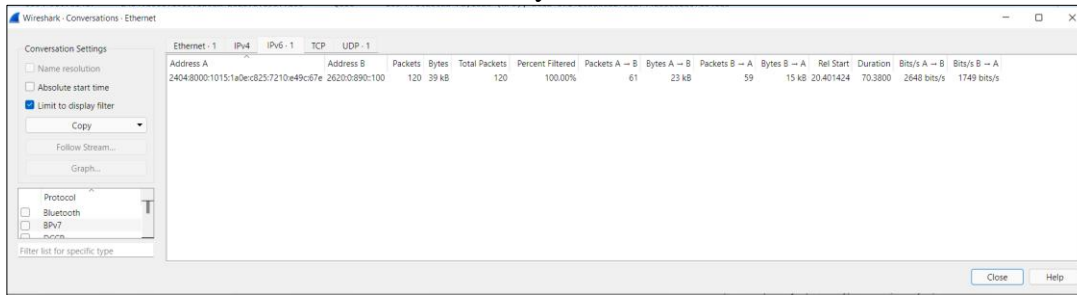 Wireshark · Conversations · Ethernet
Conversation Settings
Name resolution
Absolute start time
Limit to display filter
Copy
Follow Stream...
Graph...
Protocol
Bluetooth
BPv7
DCCP
Filter list for specific type
Ethernet · 1 IPv4 IPv6 · 1 TCP UDP · 1
Address A Address B Packets Bytes Total Packets Percent Filtered Packets A → B Bytes A → B Packets B → A Bytes B → A Rel Start Duration Bits/s A → B Bits/s B → A
2404:8000:1015:1a0e:c825:7210:e49c:67e 2620:0:890::100 120 39 kB 120 100.00% 61 23 kB 59 15 kB 20.401424 70.3800 2648 bits/s 1749 bits/s
Close Help